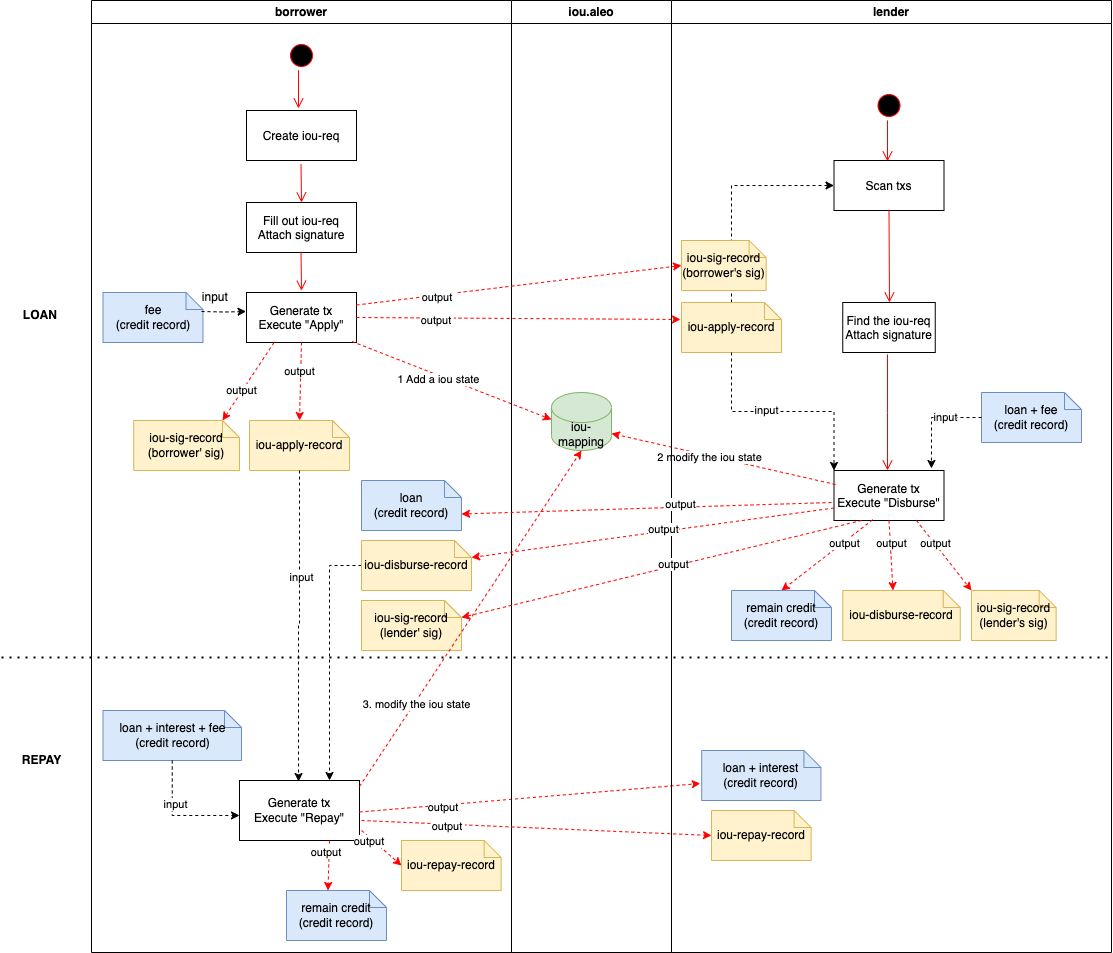 borrower
iou.aleo
lender
Create iou-req
Scan txs
Fill out iou-req
Attach signature
iou-sig-record
(borrower's sig)
LOAN
fee
(credit record)
input
Generate tx
Execute "Apply"
output
output
iou-apply-record
Find the iou-req
Attach signature
output
output
1 Add a iou state
iou-sig-record
(borrower' sig)
iou-apply-record
iou-
mapping
input
input
loan + fee
(credit record)
2 modify the iou state
loan
(credit record)
output
Generate tx
Execute "Disburse"
output
iou-disburse-record
output
output
output
output
input
iou-sig-record
(lender' sig)
remain credit
(credit record)
iou-disburse-record
iou-sig-record
(lender's sig)
3. modify the iou state
REPAY
loan + interest + fee
(credit record)
input
Generate tx
Execute "Repay"
output
output
loan + interest
(credit record)
iou-repay-record
output
output
iou-repay-record
remain credit
(credit record)